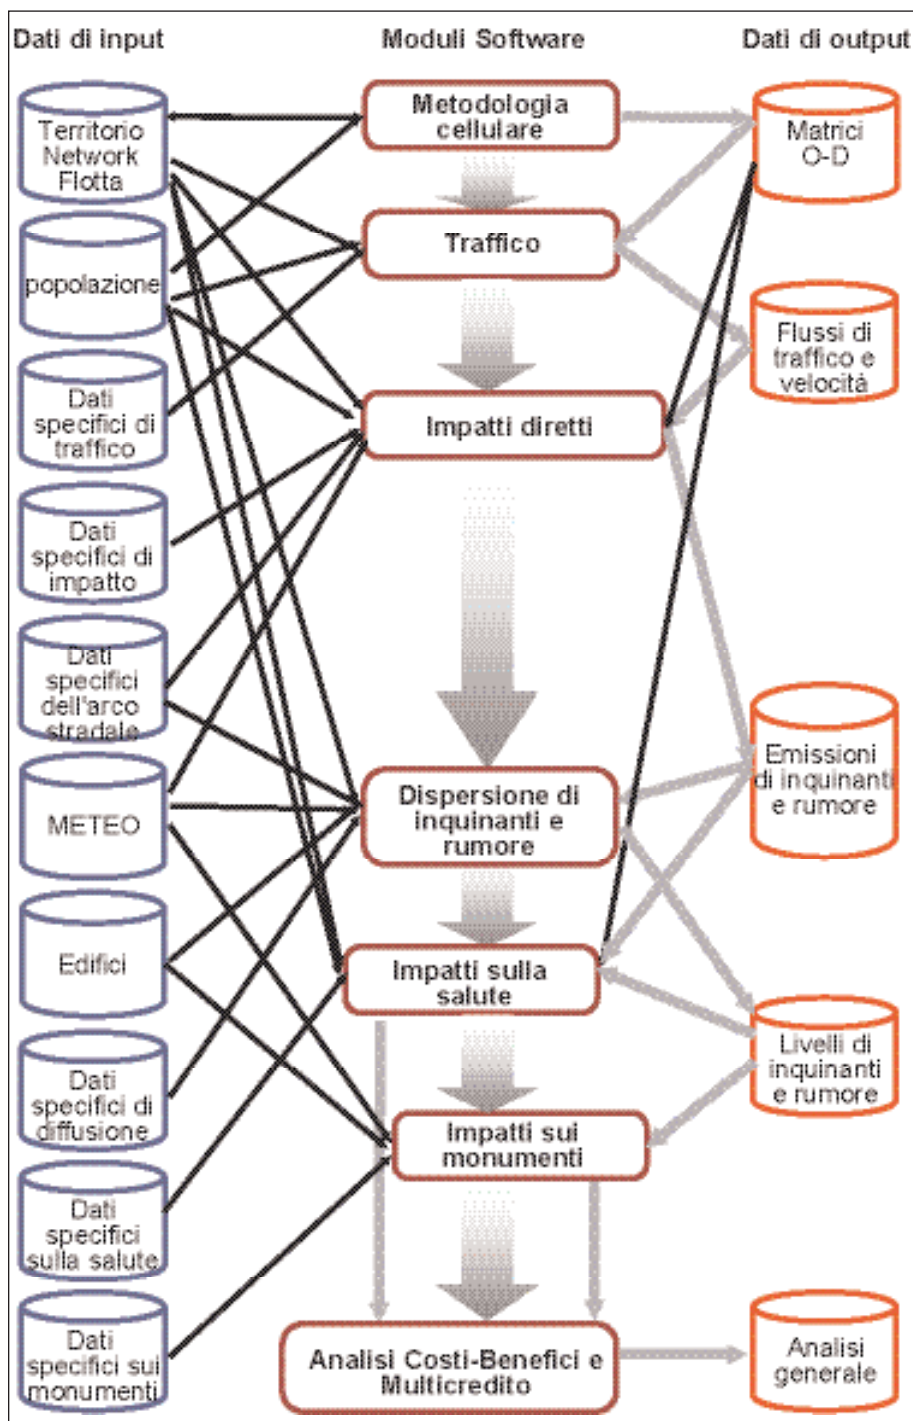 Dati di input
Moduli Software
Dati di output
Territorio
Network
Flotta
popolazione
Dati
specifici di
traffico
Dati
specifici di
impatto
Dati
specifici
dell'arco
stradale
METEO
Edifici
Dati
specifici di
diffusione
Dati
specifici
sulla salute
Dati
specifici sui
monumenti
Metodologia
cellulare
Traffico
Impatti diretti
Dispersione di
inquinanti e
rumore
Impatti sulla
salute
Impatti sui
monumenti
Analisi Costi-Benefici e
Multicredito
Matrici
O-D
Flussi di
traffico e
velocità
Emissioni
di inquinanti
e rumore
Livelli di
inquinanti
e rumore
Analisi
generale